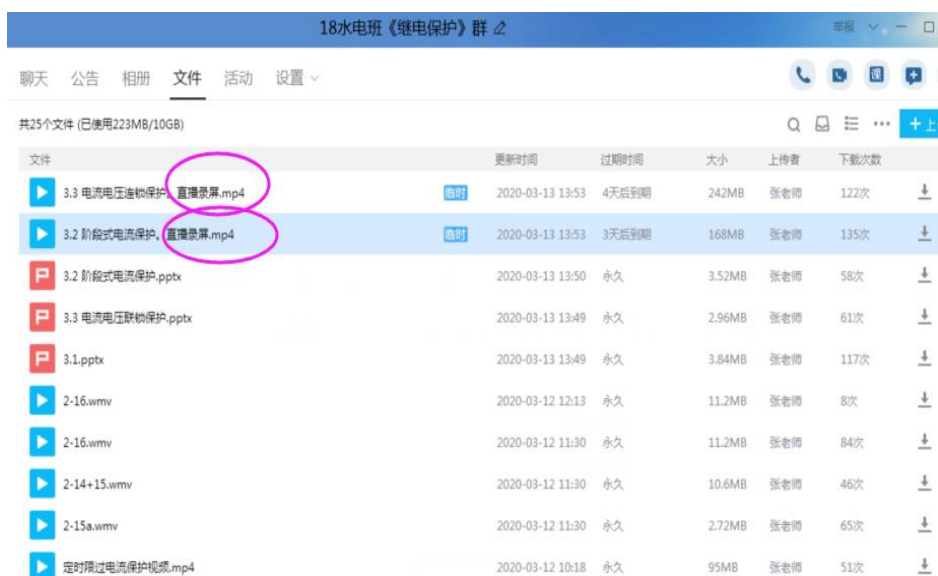 18水电班《继电保护》群 举报
聊天 公告 相册 文件 活动 设置 课
共25个文件 (已使用223MB/10GB) +上
文件 更新时间 过期时间 大小 上传者 下载次数
3.3 电流电压连锁保护，直播录屏.mp4 临时 2020-03-13 13:53 4天后到期 242MB 张老师 122次
3.2 阶段式电流保护，直播录屏.mp4 临时 2020-03-13 13:53 3天后到期 168MB 张老师 135次
3.2 阶段式电流保护.pptx 2020-03-13 13:50 永久 3.52MB 张老师 58次
3.3 电流电压联锁保护.pptx 2020-03-13 13:49 永久 2.96MB 张老师 61次
3.1.pptx 2020-03-13 13:49 永久 3.84MB 张老师 117次
2-16.wmv 2020-03-12 12:13 永久 11.2MB 张老师 8次
2-16.wmv 2020-03-12 11:30 永久 11.2MB 张老师 84次
2-14+15.wmv 2020-03-12 11:30 永久 10.6MB 张老师 46次
2-15a.wmv 2020-03-12 11:30 永久 2.72MB 张老师 65次
定时限过电流保护视频.mp4 2020-03-12 10:18 永久 95MB 张老师 51次